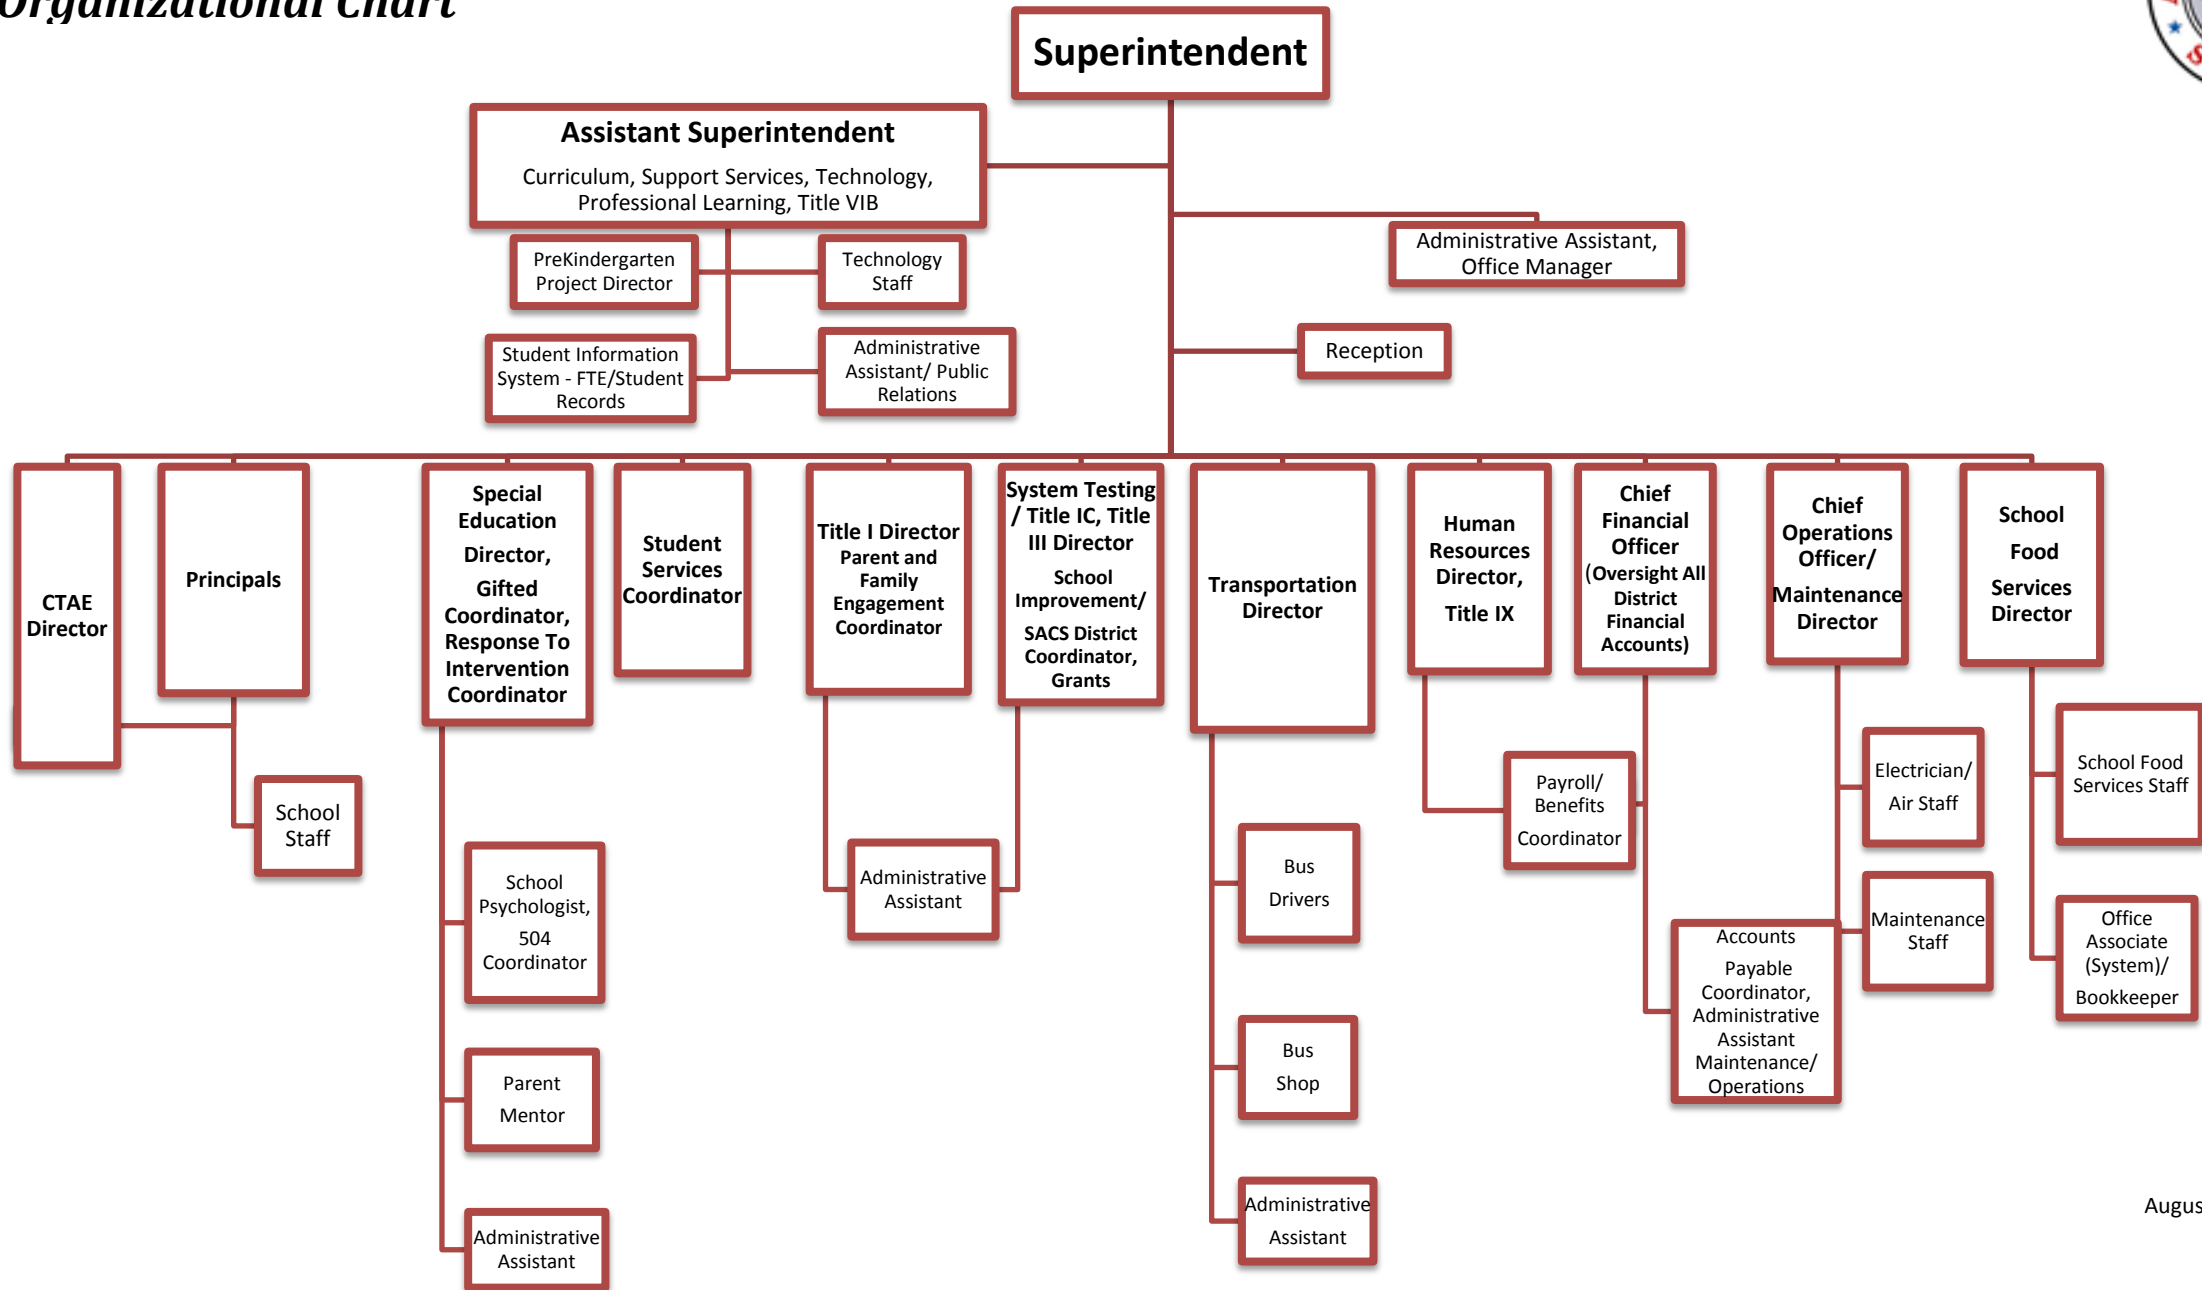 Organizational Chart
Superintendent
Assistant Superintendent
Curriculum, Support Services, Technology,
Professional Learning, Title VIB
PreKindergarten
Project Director
Technology
Staff
Administrative Assistant,
Office Manager
Student Information
System - FTE/Student
Records
Administrative
Assistant/ Public
Relations
Reception
CTAE
Director
Principals
Special
Education
Director,
Gifted
Coordinator,
Response To
Intervention
Coordinator
Student
Services
Coordinator
Title I Director
Parent and
Family
Engagement
Coordinator
System Testing
/ Title IC, Title
III Director
School
Improvement/
SACS District
Coordinator,
Grants
Transportation
Director
Human
Resources
Director,
Title IX
Chief
Financial
Officer
(Oversight All
District
Financial
Accounts)
Chief
Operations
Officer/
Maintenance
Director
School
Food
Services
Director
School
Staff
School
Psychologist,
504
Coordinator
Parent
Mentor
Administrative
Assistant
Administrative
Assistant
Bus
Drivers
Bus
Shop
Administrative
Assistant
Payroll/
Benefits
Coordinator
Accounts
Payable
Coordinator,
Administrative
Assistant
Maintenance/
Operations
Electrician/
Air Staff
Maintenance
Staff
School Food
Services Staff
Office
Associate
(System)/
Bookkeeper
Augus